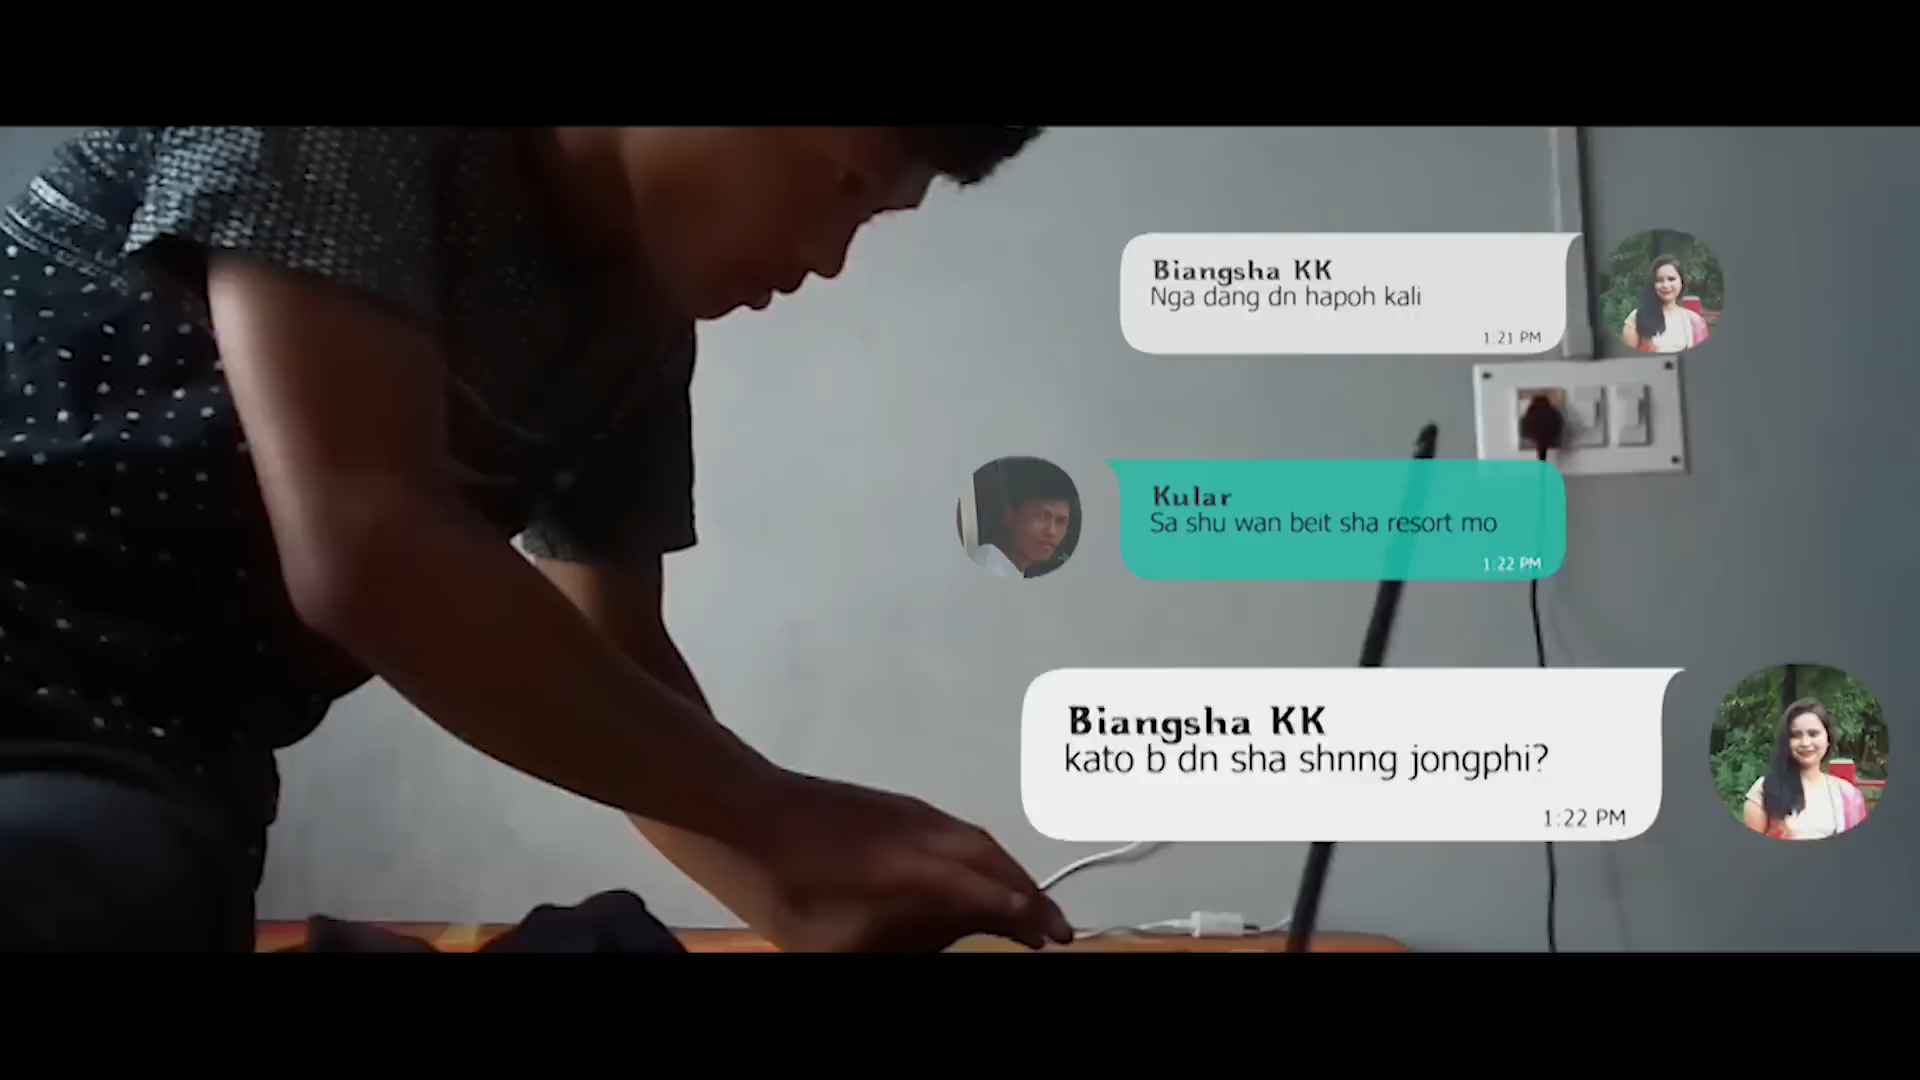 Biangsha KK
Nga dang dn hapoh kali
1:21 PM
Kular
Sa shu wan beit sha resort mo
1:22 PM
Biangsha KK
kato b dn sha shnng jongphi?
1:22 PM